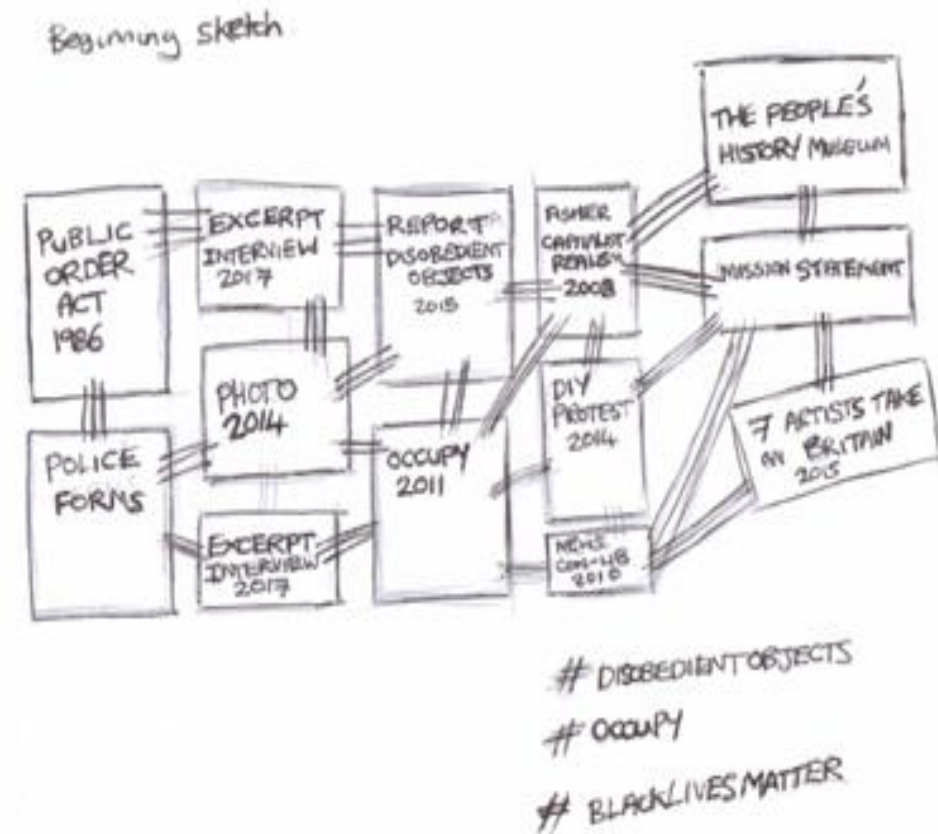 Beginning sketch
THE PEOPLE'S
HISTORY MUSEUM
PUBLIC
ORDER
ACT
1986
EXCERPT
INTERVIEW
2017
REPORT
DISOBEDIENT
OBJECTS
2015
FISHER
CAPITALIST
REALISM
MISSION STATEMENT
PHOTO
2014
DIY
PROTEST
2014
7 ARTISTS TAKE
ON BRITAIN
2015
POLICE
FORMS
OCCUPY
2011
EXCERPT
INTERVIEW
2017
NEWS
2010
# DISOBEDIENTOBJECTS
# OCCUPY
# BLACKLIVESMATTER